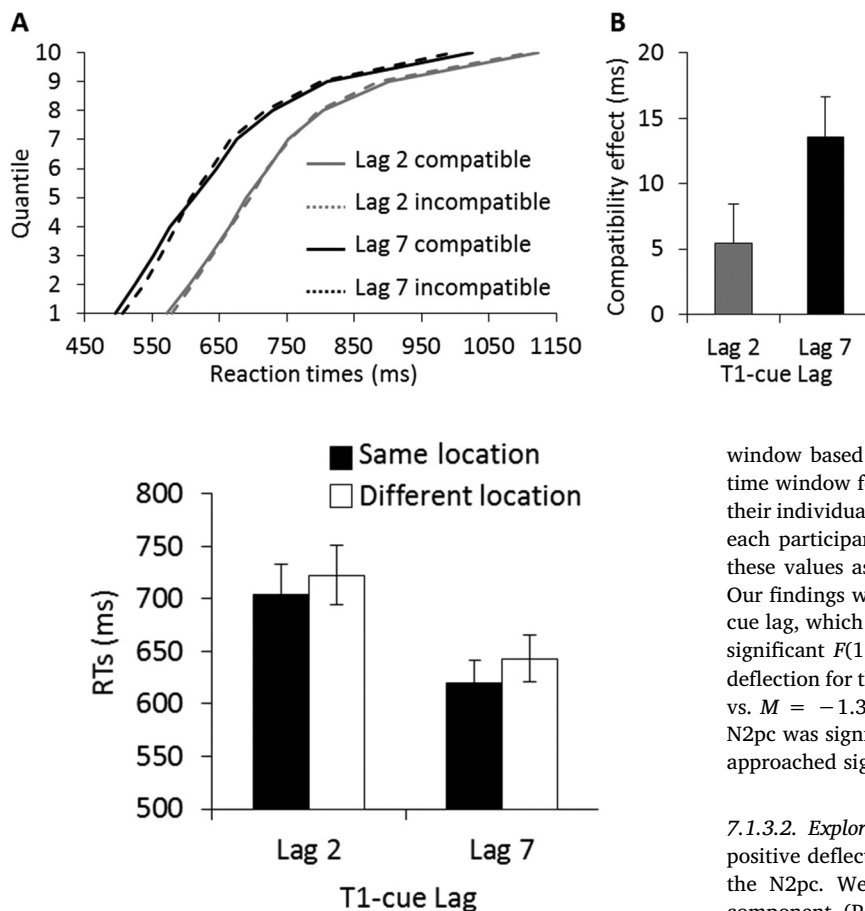 A
10
9
8
7
6
5
4
3
2
1
Quantile
Lag 2 compatible
Lag 2 incompatible
Lag 7 compatible
Lag 7 incompatible
450 550 650 750 850 950 1050 1150
Reaction times (ms)
B
20
15
10
5
0
Compatibility effect (ms)
Lag 2 Lag 7
T1-cue Lag
Same location
Different location
800
750
700
650
600
550
500
RTs (ms)
Lag 2 Lag 7
T1-cue Lag
window based
time window f
their individua
each participan
these values as
Our findings w
cue lag, which
significant F(1
deflection for th
vs. M = −1.3
N2pc was signi
approached sig
7.1.3.2. Explor
positive deflect
the N2pc. We